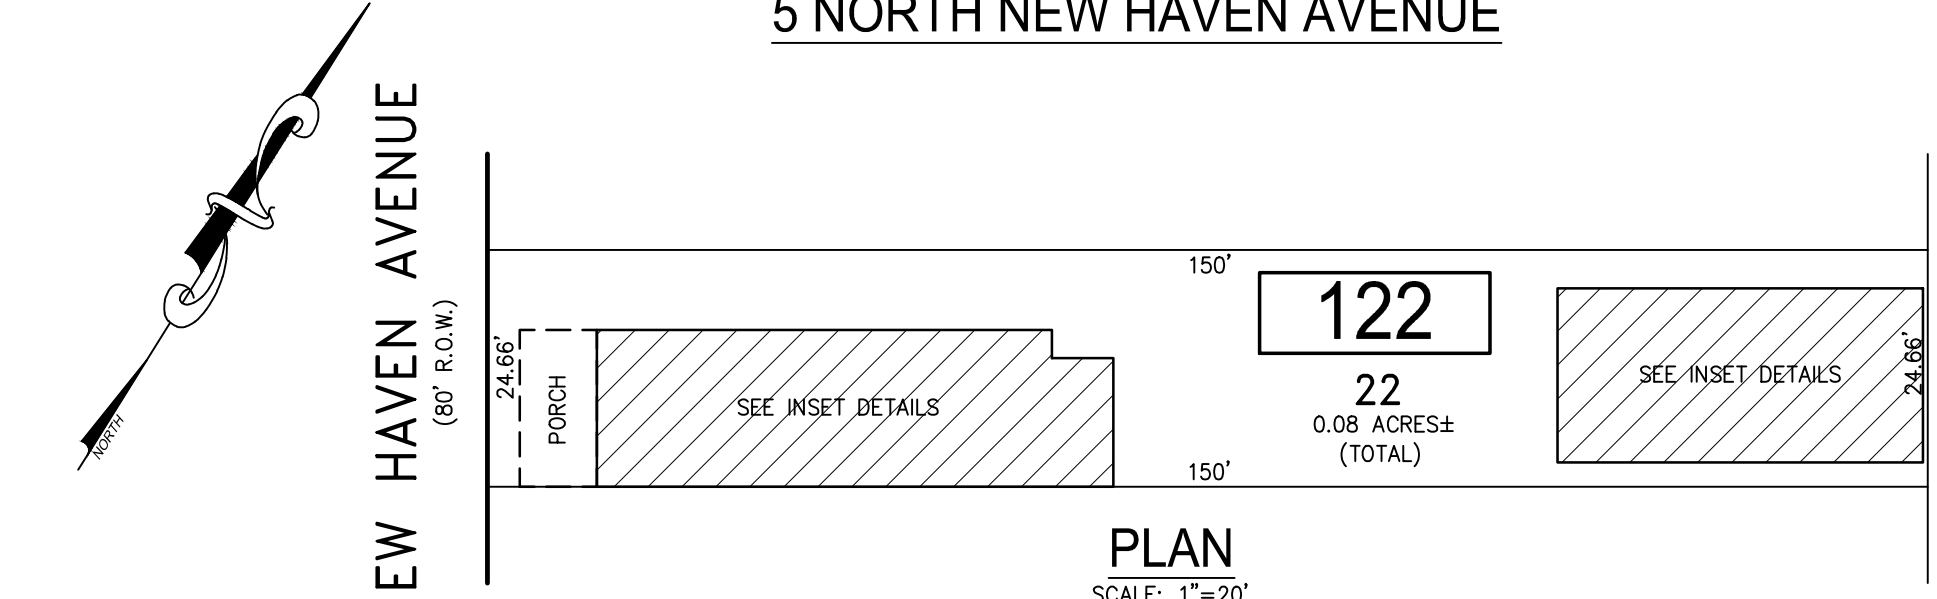 5 NORTH NEW HAVEN AVENUE
NORTH
EW HAVEN AVENUE
(80' R.O.W.)
24.66'
PORCH
SEE INSET DETAILS
150'
122
22
0.08 ACRES±
(TOTAL)
150'
SEE INSET DETAILS
24.66'
PLAN
SCALE: 1"=20'